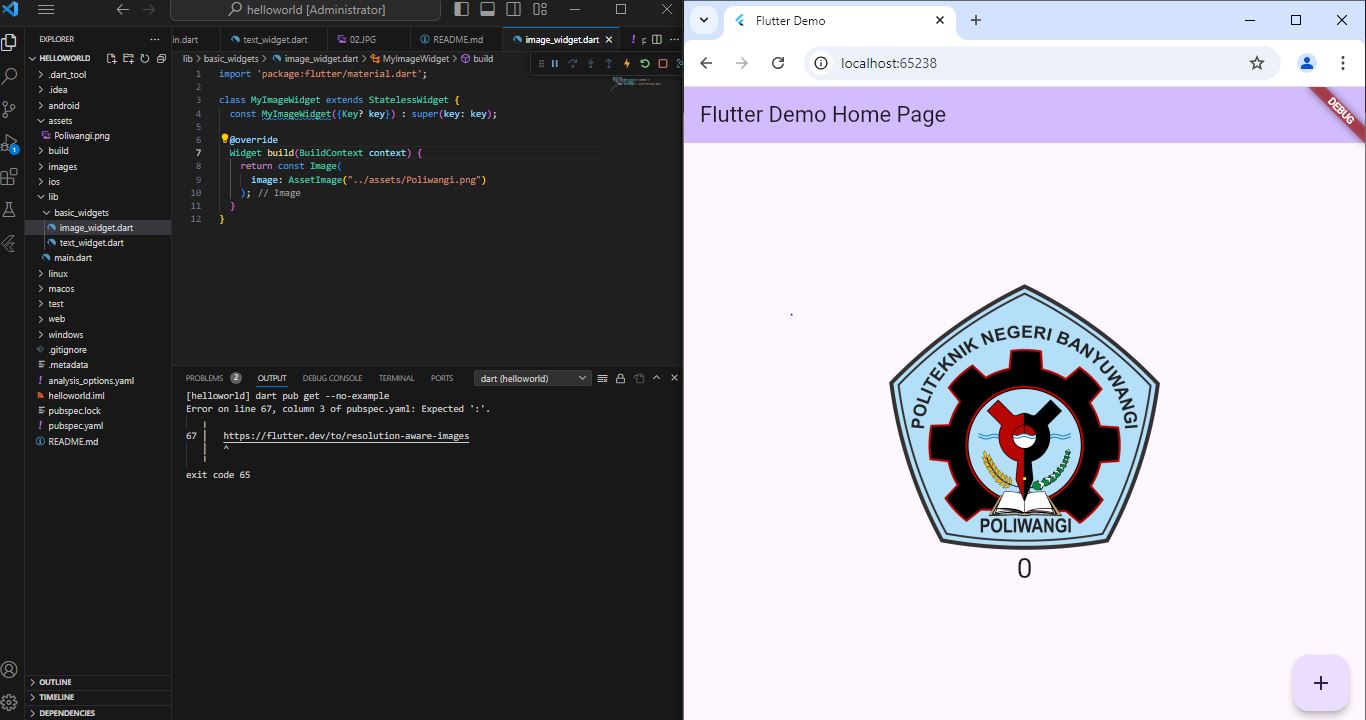 helloworld [Administrator]
EXPLORER
HELLOWORLD
.dart_tool
.idea
android
assets
Poliwangi.png
build
images
ios
lib
basic_widgets
image_widget.dart
text_widget.dart
main.dart
linux
macos
test
web
windows
.gitignore
.metadata
analysis_options.yaml
helloworld.iml
pubspec.lock
pubspec.yaml
README.md
OUTLINE
TIMELINE
DEPENDENCIES
1
in.dart text_widget.dart 02.JPG README.md image_widget.dart
lib > basic_widgets > image_widget.dart > MyImageWidget > build
1 import 'package:flutter/material.dart';
2
3 class MyImageWidget extends StatelessWidget {
4 const MyImageWidget({Key? key}) : super(key: key);
5
6 @override
7 Widget build(BuildContext context) {
8 return const Image(
9 image: AssetImage("../assets/Poliwangi.png")
10 ); // Image
11 }
12 }
PROBLEMS 2 OUTPUT DEBUG CONSOLE TERMINAL PORTS dart (helloworld)
[helloworld] dart pub get --no-example
Error on line 67, column 3 of pubspec.yaml: Expected ':'.
67 │ https://flutter.dev/to/resolution-aware-images
│ ^
exit code 65
Flutter Demo
localhost:65238
Flutter Demo Home Page
DEBUG
POLITEKNIK NEGERI BANYUWANGI
POLIWANGI
0
+